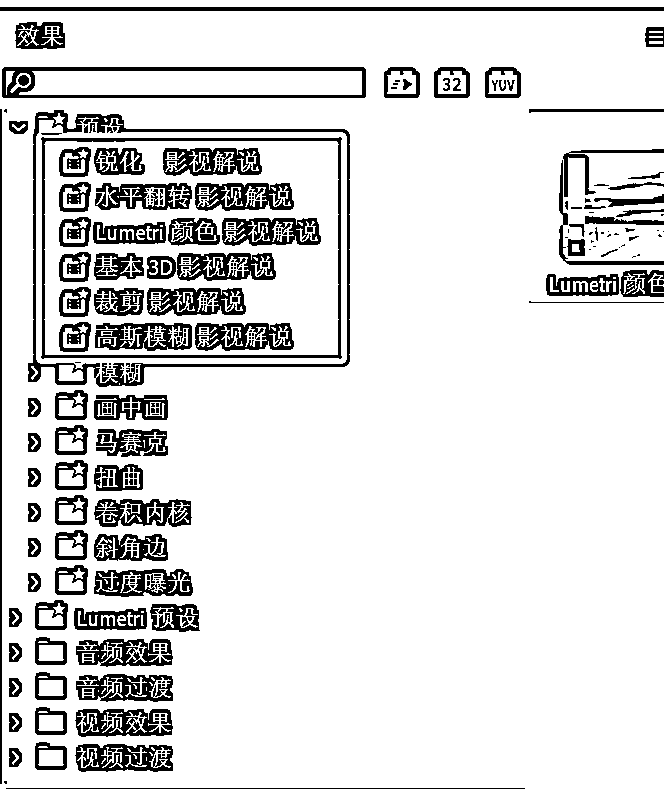 效果
32 YUV
预设
锐化 影视解说
水平翻转 影视解说
Lumetri 颜色 影视解说
基本 3D 影视解说
裁剪 影视解说
高斯模糊 影视解说
Lumetri 颜色
模糊
画中画
马赛克
扭曲
卷积内核
斜角边
过度曝光
Lumetri 预设
音频效果
音频过渡
视频效果
视频过渡